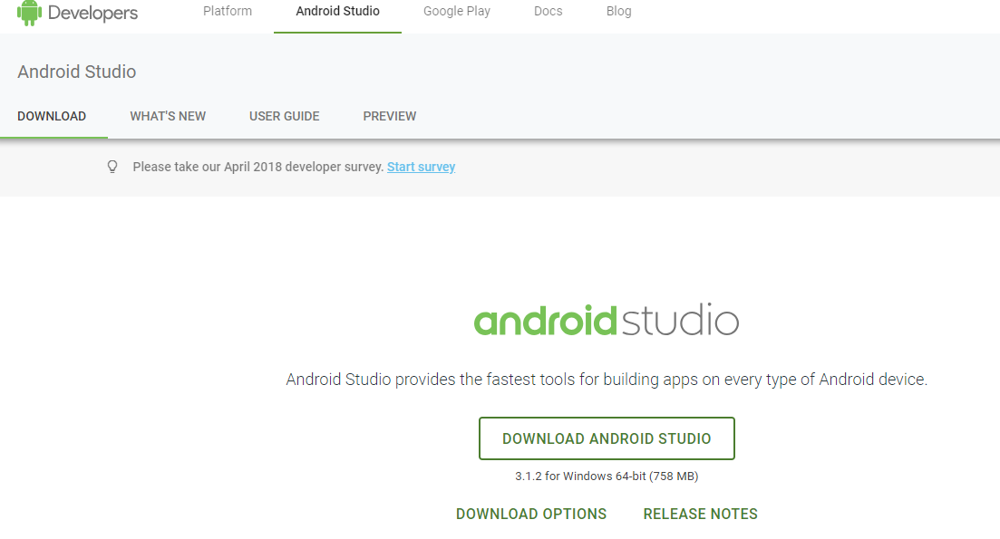 Developers Platform Android Studio Google Play Docs Blog
Android Studio
DOWNLOAD WHAT'S NEW USER GUIDE PREVIEW
Please take our April 2018 developer survey. Start survey
androidstudio
Android Studio provides the fastest tools for building apps on every type of Android device.
DOWNLOAD ANDROID STUDIO
3.1.2 for Windows 64-bit (758 MB)
DOWNLOAD OPTIONS RELEASE NOTES